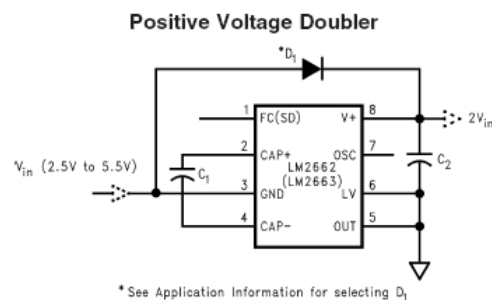 Positive Voltage Doubler
*D1
1 FC(SD) V+ 8 2Vin
2 CAP+ OSC 7
C1 LM2662 C2
Vin (2.5V to 5.5V) (LM2663)
3 GND LV 6
4 CAP- OUT 5
* See Application Information for selecting D1